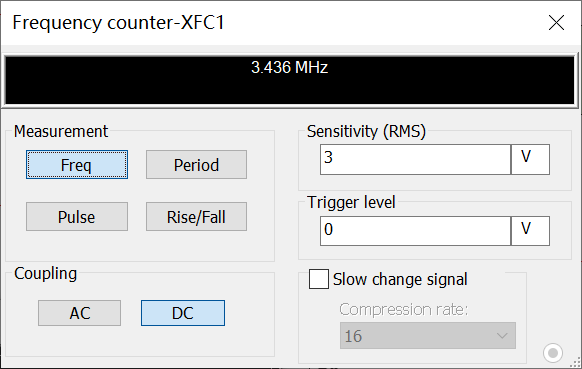 Frequency counter-XFC1
3.436 MHz
Measurement
Freq
Period
Pulse
Rise/Fall
Coupling
AC
DC
Sensitivity (RMS)
3 V
Trigger level
0 V
Slow change signal
Compression rate:
16